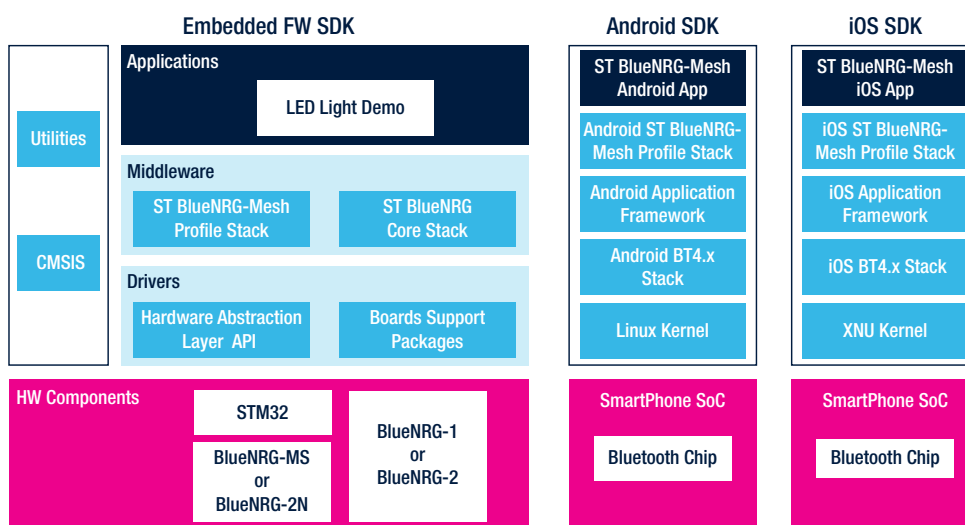 Embedded FW SDK
Utilities
CMSIS
Applications
LED Light Demo
Middleware
ST BlueNRG-Mesh
Profile Stack
ST BlueNRG
Core Stack
Drivers
Hardware Abstraction
Layer API
Boards Support
Packages
HW Components
STM32
BlueNRG-MS
or
BlueNRG-2N
BlueNRG-1
or
BlueNRG-2
Android SDK
ST BlueNRG-Mesh
Android App
Android ST BlueNRG-
Mesh Profile Stack
Android Application
Framework
Android BT4.x
Stack
Linux Kernel
SmartPhone SoC
Bluetooth Chip
iOS SDK
ST BlueNRG-Mesh
iOS App
iOS ST BlueNRG-
Mesh Profile Stack
iOS Application
Framework
iOS BT4.x Stack
XNU Kernel
SmartPhone SoC
Bluetooth Chip